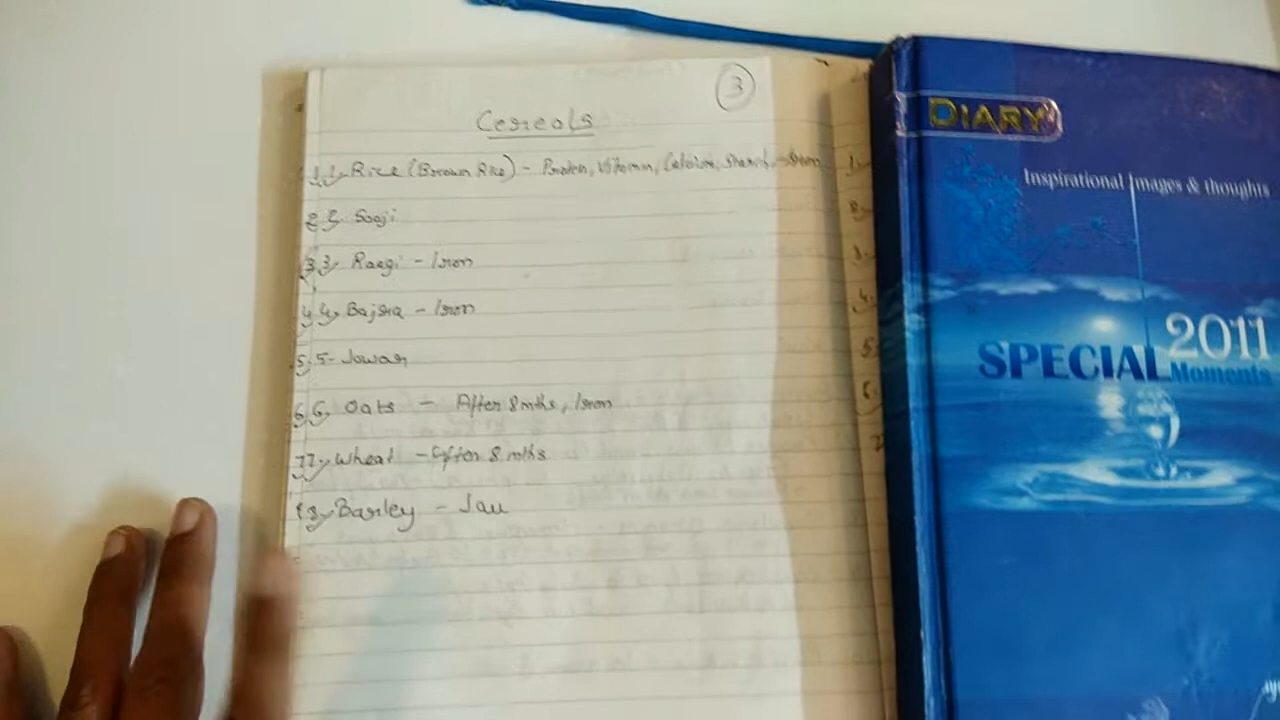 3
Cereals
1. Rice (Brown Rice) - Protein, Vitamin, Calcium, Starch, Iron
2. Sooji
3. Raagi - Iron
4. Bajra - Iron
5. Jowar
6. Oats - After 8 mths, Iron
7. Wheat - After 8 mths
8. Barley - Jau
DIARY
Inspirational Images & thoughts
2011
SPECIAL Moments